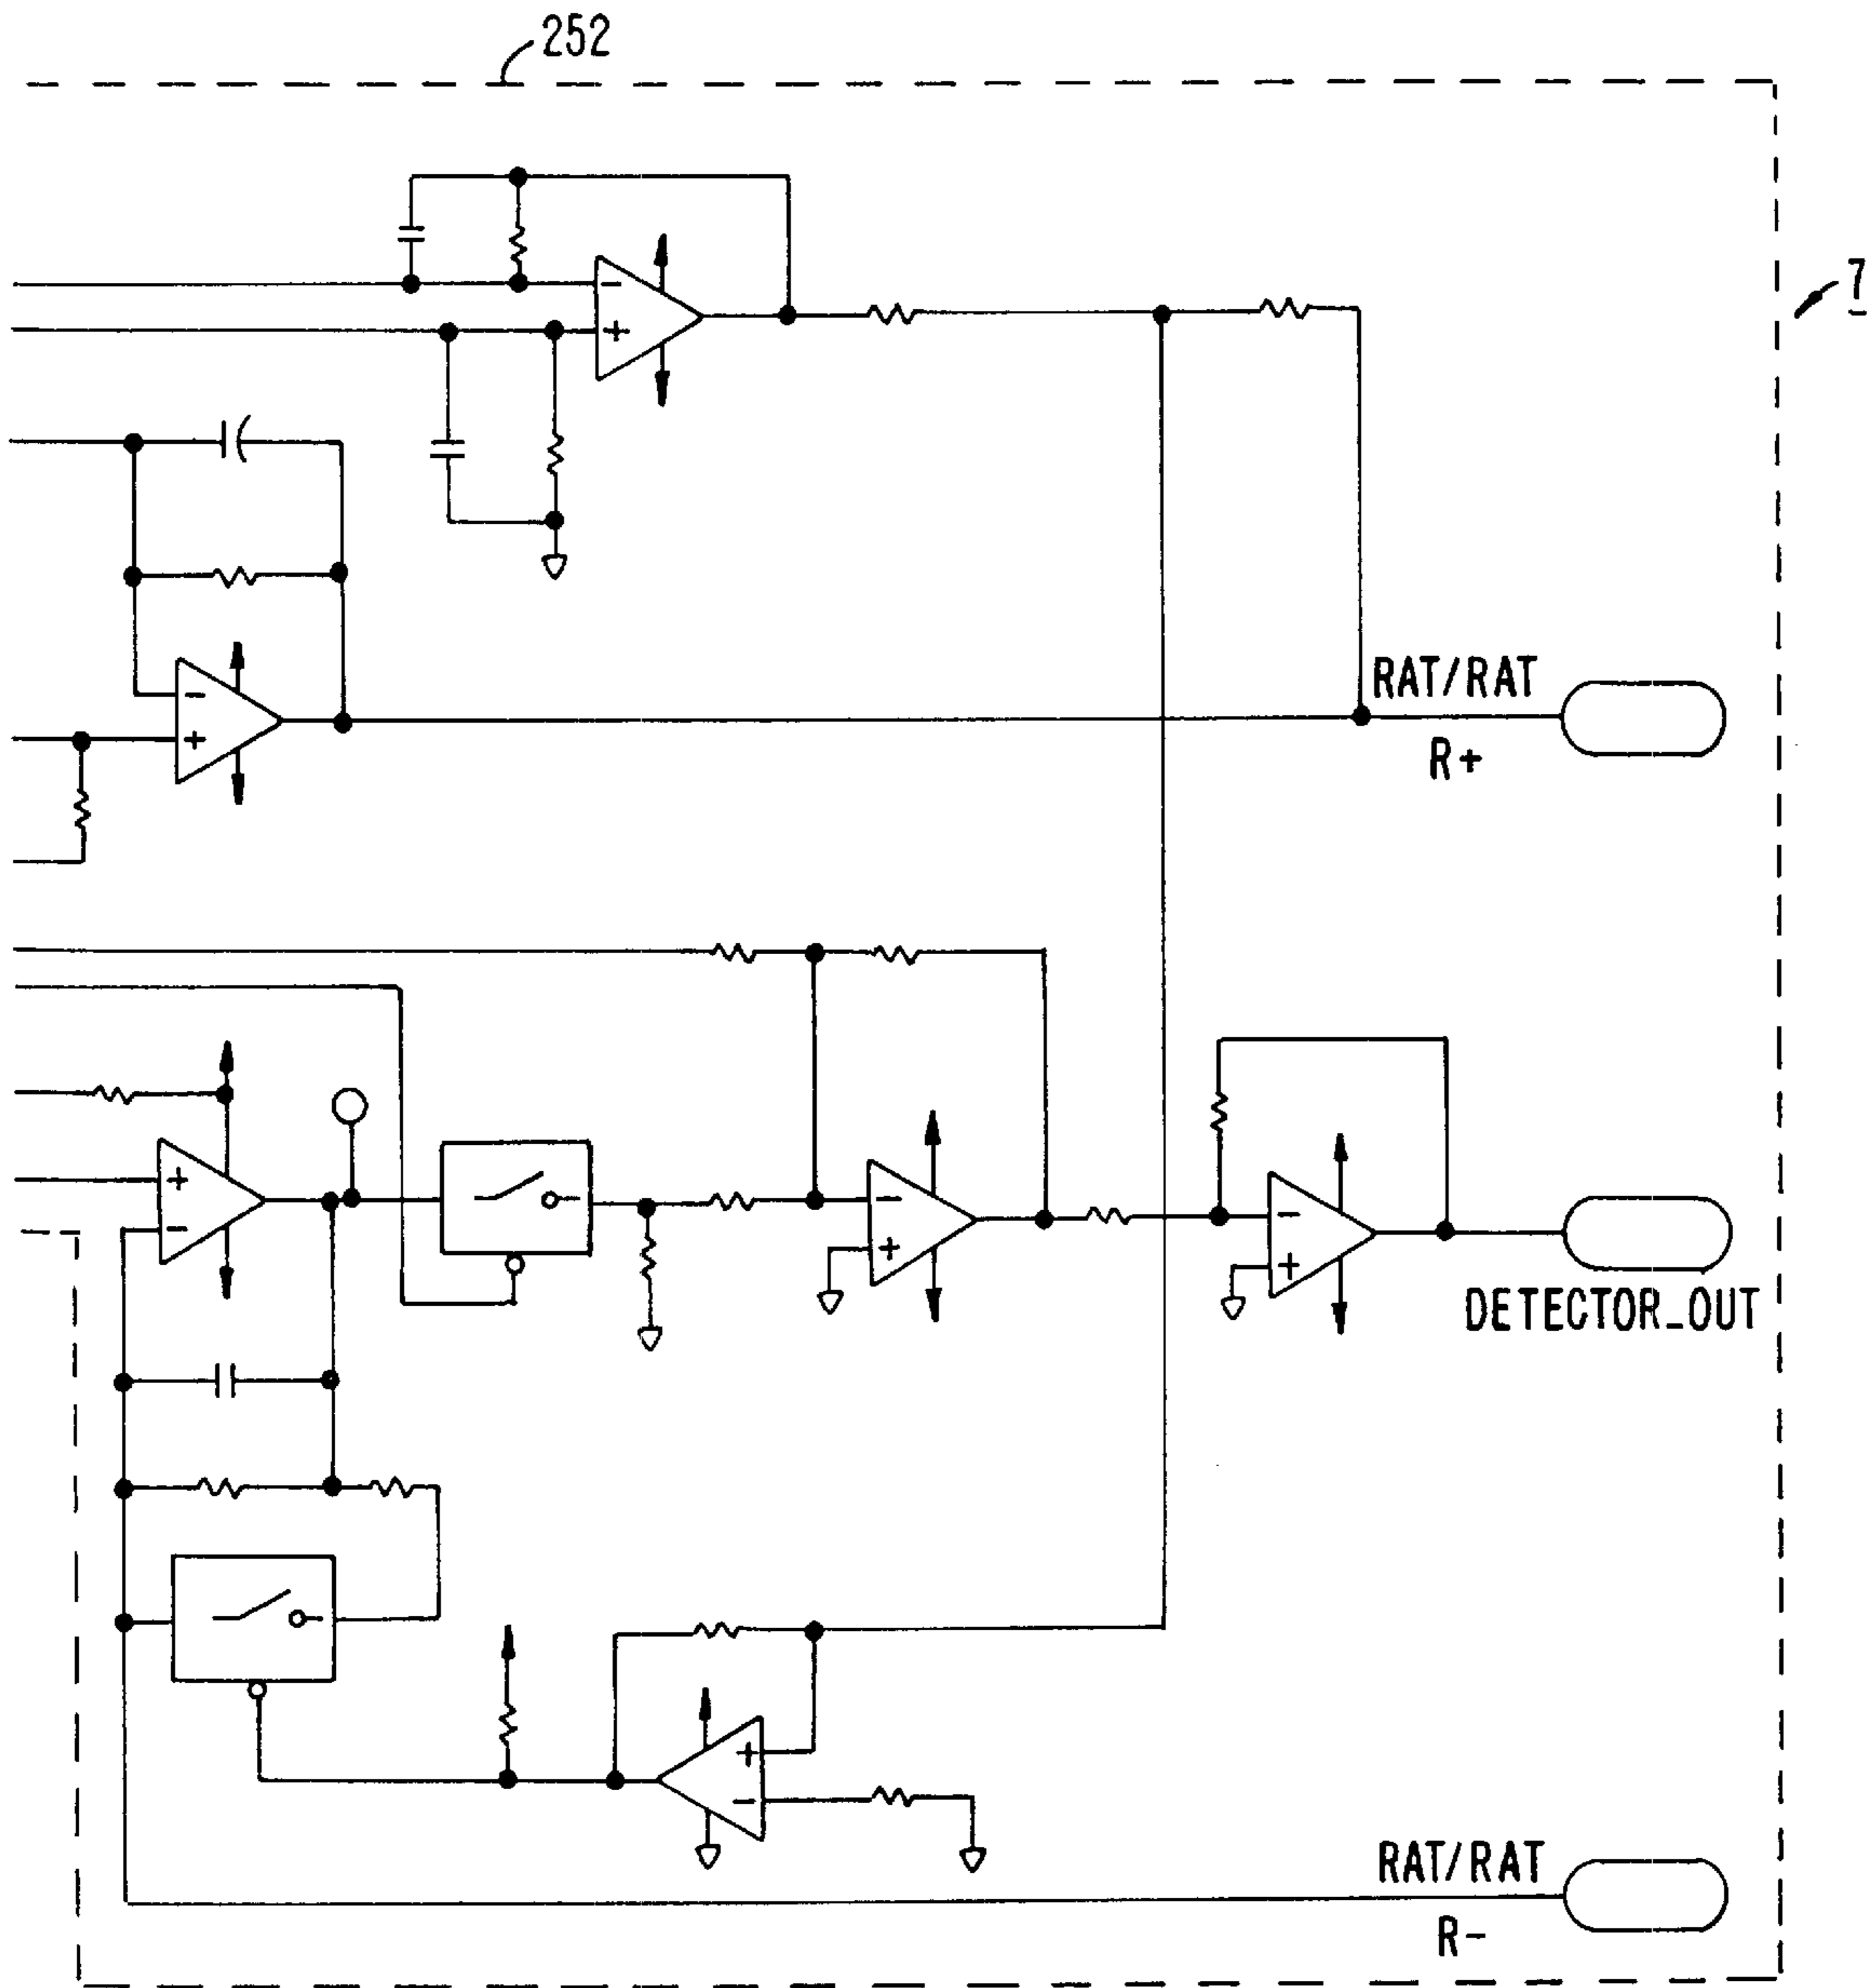 252
7
-
+
-
+
RAT/RAT
R+
+
-
-
+
-
+
DETECTOR_OUT
+
-
RAT/RAT
R-